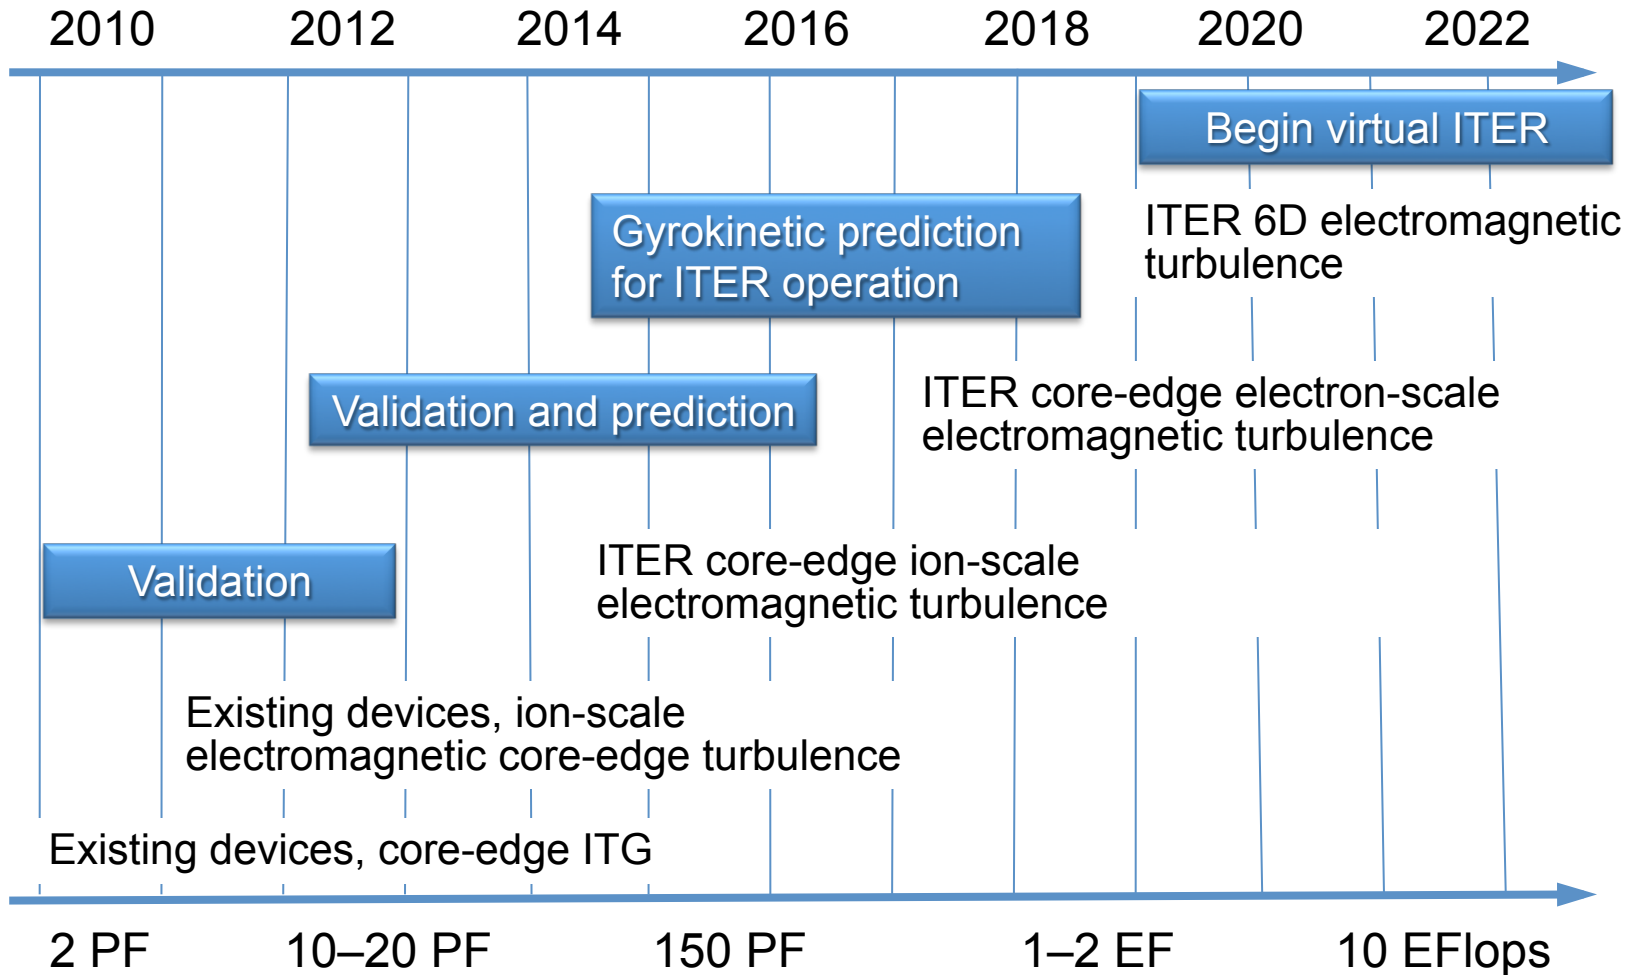 2010 2012 2014 2016 2018 2020 2022
Begin virtual ITER
ITER 6D electromagnetic
turbulence
Gyrokinetic prediction
for ITER operation
ITER core-edge electron-scale
electromagnetic turbulence
Validation and prediction
ITER core-edge ion-scale
electromagnetic turbulence
Validation
Existing devices, ion-scale
electromagnetic core-edge turbulence
Existing devices, core-edge ITG
2 PF 10–20 PF 150 PF 1–2 EF 10 EFlops